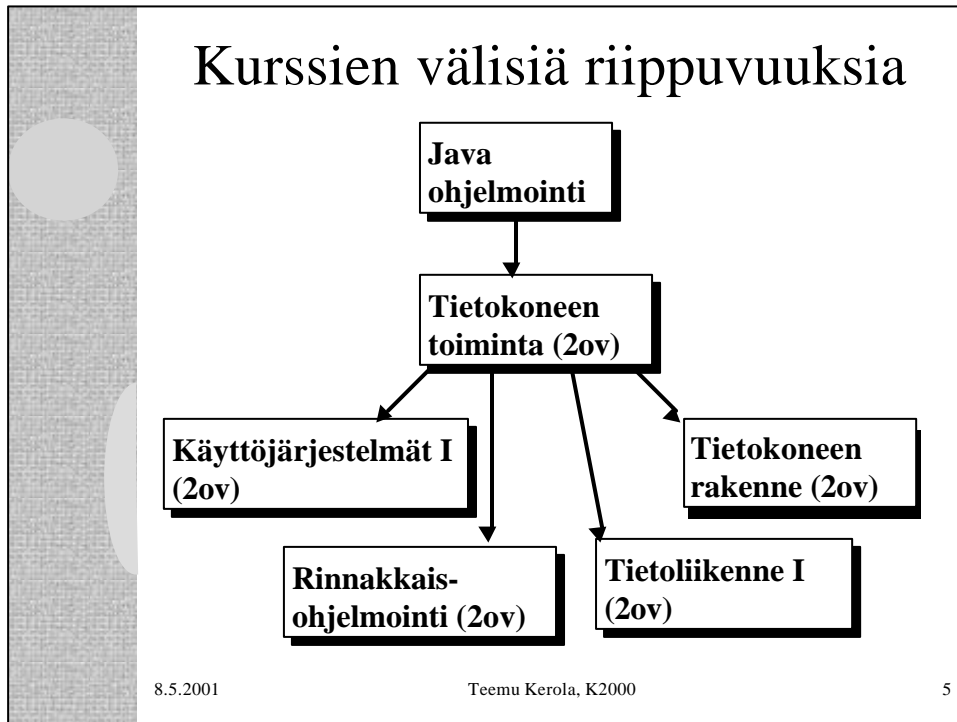 Kurssien välisiä riippuvuuksia
Java
ohjelmointi
Tietokoneen
toiminta (2ov)
Käyttöjärjestelmät I
(2ov)
Tietokoneen
rakenne (2ov)
Rinnakkais-
ohjelmointi (2ov)
Tietoliikenne I
(2ov)
8.5.2001
Teemu Kerola, K2000
5